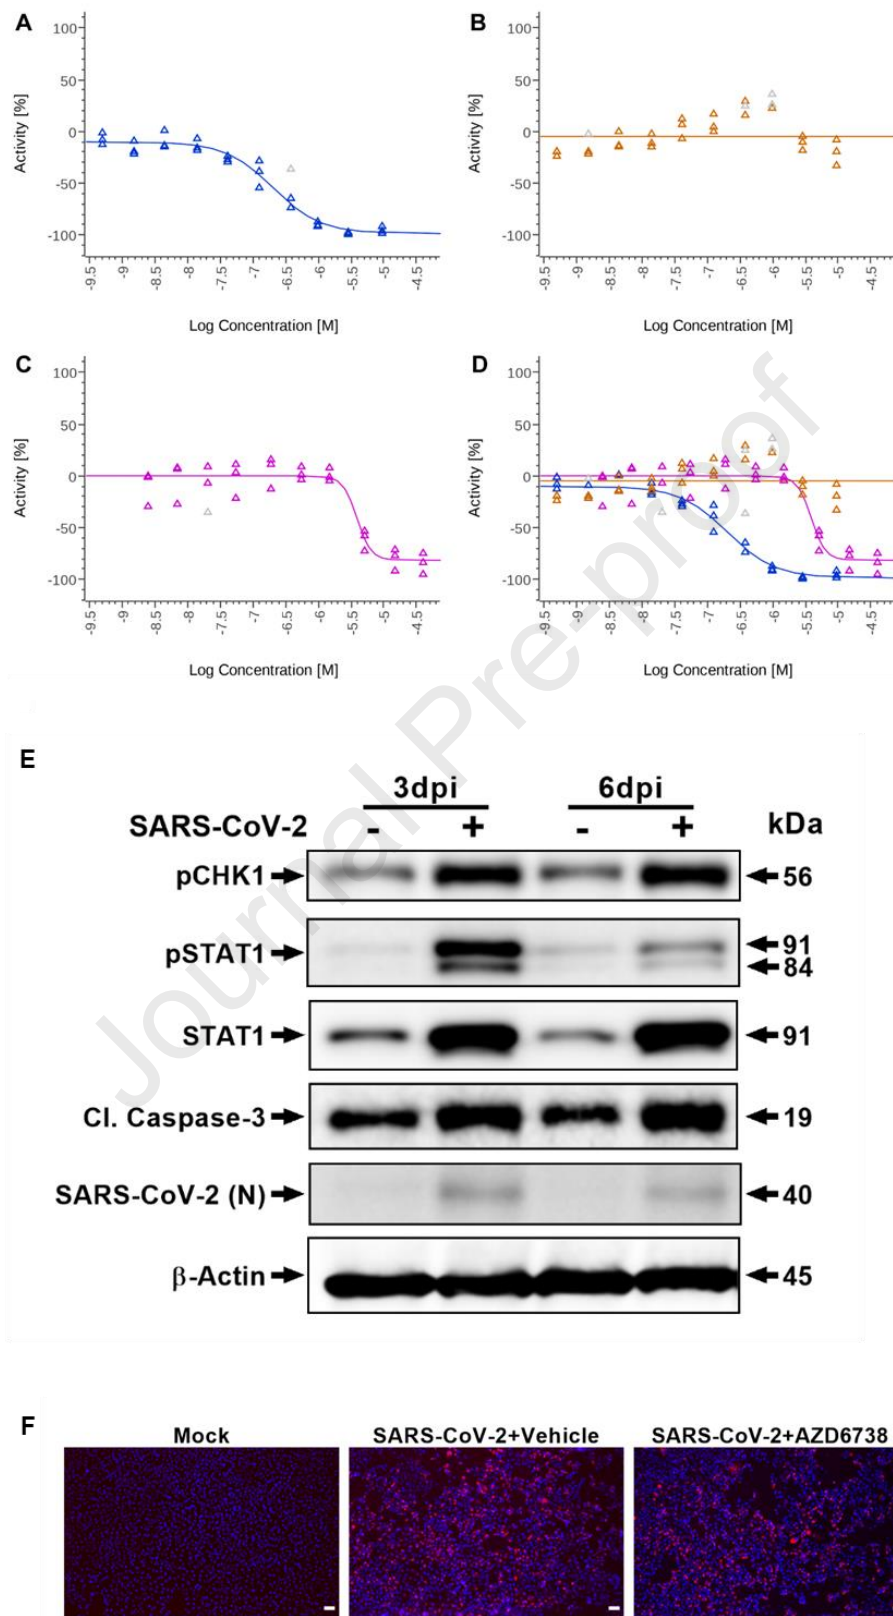 A
B
100
50
0
-50
-100
Activity [%]
-9.5
-9
-8.5
-8
-7.5
-7
-6.5
-6
-5.5
-5
-4.5
Log Concentration [M]
100
50
0
-50
-100
Activity [%]
-9.5
-9
-8.5
-8
-7.5
-7
-6.5
-6
-5.5
-5
-4.5
Log Concentration [M]
C
D
100
50
0
-50
-100
Activity [%]
-9.5
-9
-8.5
-8
-7.5
-7
-6.5
-6
-5.5
-5
-4.5
Log Concentration [M]
100
50
0
-50
-100
Activity [%]
-9.5
-9
-8.5
-8
-7.5
-7
-6.5
-6
-5.5
-5
-4.5
Log Concentration [M]
Journal Pre-proof
E
3dpi 6dpi
SARS-CoV-2 - + - + kDa
pCHK1 56
pSTAT1 91
84
STAT1 91
Cl. Caspase-3 19
SARS-CoV-2 (N) 40
β-Actin 45
F
Mock SARS-CoV-2+Vehicle SARS-CoV-2+AZD6738